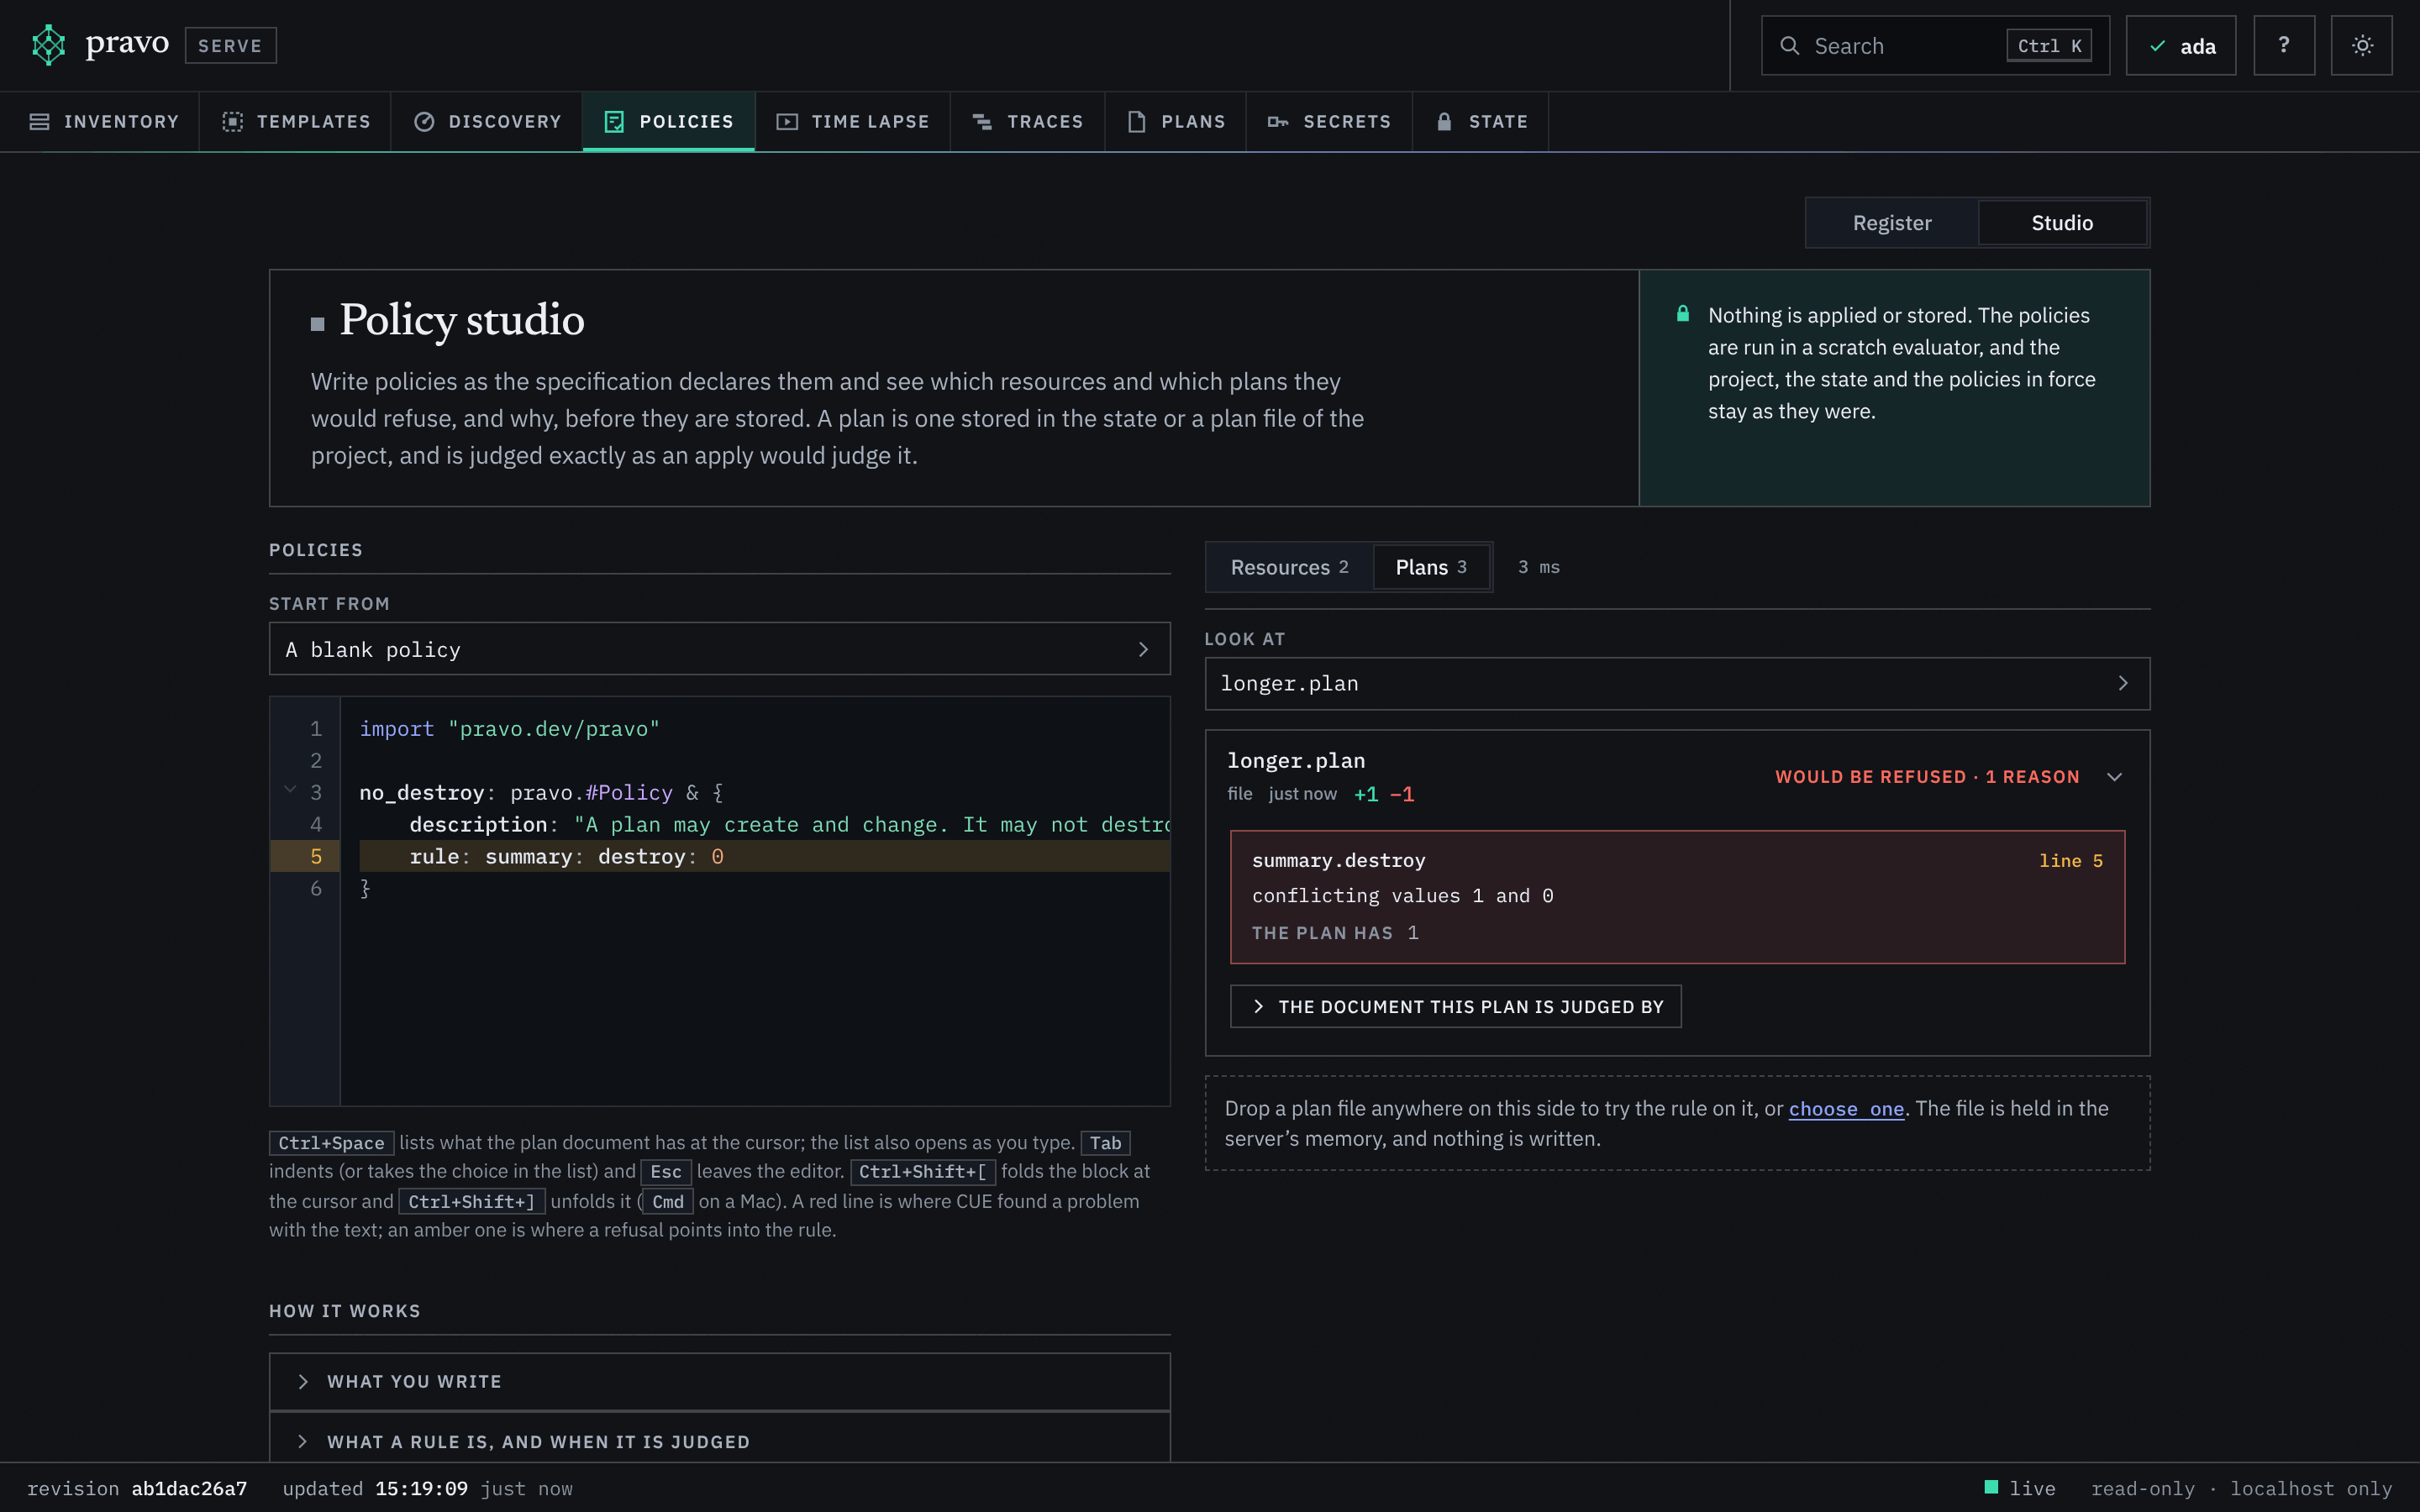 pravo SERVE
Search Ctrl K
ada
?
INVENTORY TEMPLATES DISCOVERY POLICIES TIME LAPSE TRACES PLANS SECRETS STATE
Register Studio
Policy studio
Write policies as the specification declares them and see which resources and which plans they
would refuse, and why, before they are stored. A plan is one stored in the state or a plan file of the
project, and is judged exactly as an apply would judge it.
Nothing is applied or stored. The policies
are run in a scratch evaluator, and the
project, the state and the policies in force
stay as they were.
POLICIES
START FROM
A blank policy
1 import "pravo.dev/pravo"
2
3 no_destroy: pravo.#Policy & {
4 description: "A plan may create and change. It may not destro
5 rule: summary: destroy: 0
6 }
Ctrl+Space lists what the plan document has at the cursor; the list also opens as you type. Tab
indents (or takes the choice in the list) and Esc leaves the editor. Ctrl+Shift+[ folds the block at
the cursor and Ctrl+Shift+] unfolds it (Cmd on a Mac). A red line is where CUE found a problem
with the text; an amber one is where a refusal points into the rule.
HOW IT WORKS
WHAT YOU WRITE
WHAT A RULE IS, AND WHEN IT IS JUDGED
Resources 2 Plans 3 3 ms
LOOK AT
longer.plan
longer.plan
file just now +1 −1
WOULD BE REFUSED · 1 REASON
summary.destroy line 5
conflicting values 1 and 0
THE PLAN HAS 1
THE DOCUMENT THIS PLAN IS JUDGED BY
Drop a plan file anywhere on this side to try the rule on it, or choose one. The file is held in the
server’s memory, and nothing is written.
revision ab1dac26a7 updated 15:19:09 just now
live read-only · localhost only